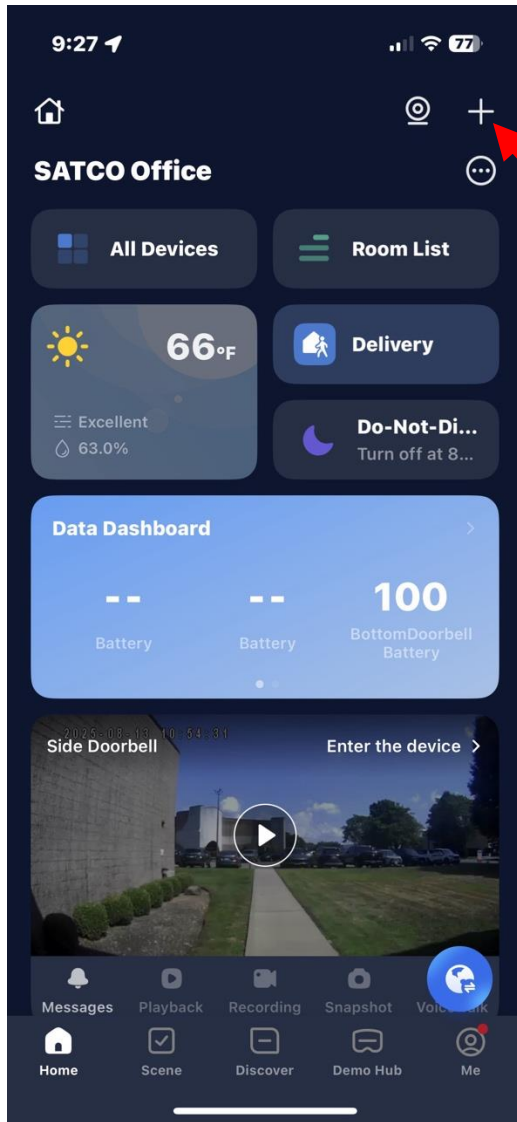 9:27
77
SATCO Office
All Devices
Room List
66°F
Excellent
63.0%
Delivery
Do-Not-Di...
Turn off at 8...
Data Dashboard
--
--
100
Battery
Battery
BottomDoorbell
Battery
2025-08-13 10:54:31
Side Doorbell
Enter the device
Messages
Playback
Recording
Snapshot
Home
Scene
Discover
Demo Hub
Me